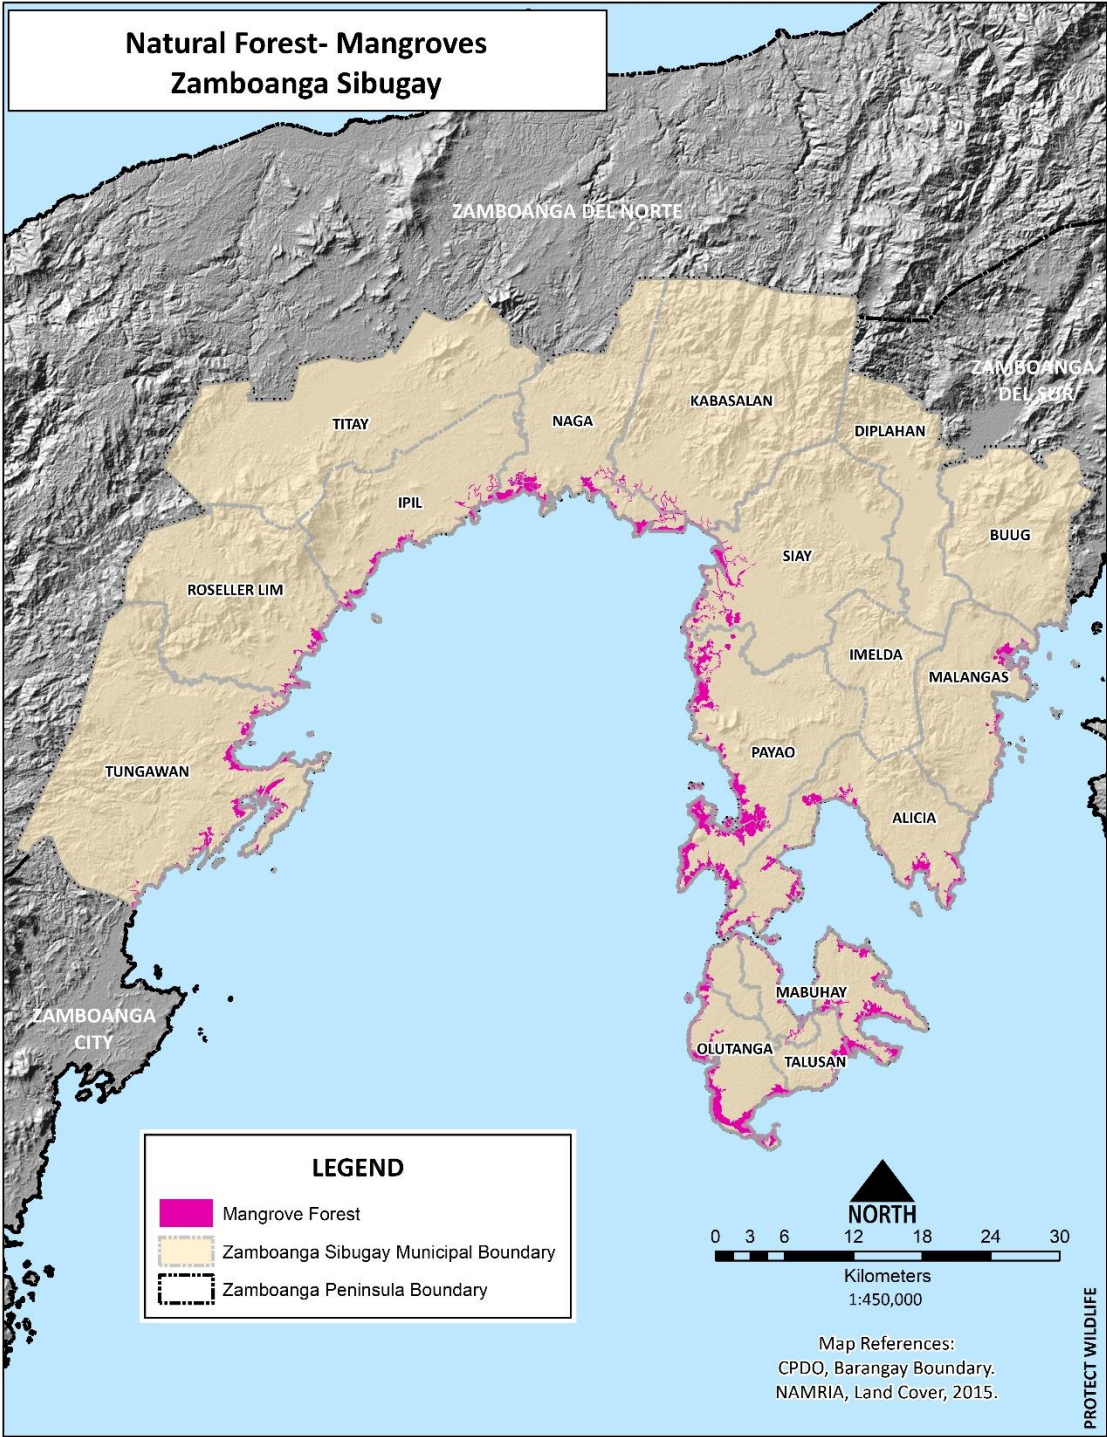 Natural Forest- Mangroves
Zamboanga Sibugay
ZAMBOANGA DEL NORTE
ZAMBOANGA
DEL SUR
KABASALAN
TITAY
NAGA
DIPLAHAN
IPIL
BUUG
SIAY
ROSELLER LIM
IMELDA
MALANGAS
PAYAO
TUNGAWAN
ALICIA
MABUHAY
ZAMBOANGA
CITY
OLUTANGA
TALUSAN
LEGEND
Mangrove Forest
Zamboanga Sibugay Municipal Boundary
Zamboanga Peninsula Boundary
NORTH
0 3 6 12 18 24 30
Kilometers
1:450,000
Map References:
CPDO, Barangay Boundary.
NAMRIA, Land Cover, 2015.
PROTECT WILDLIFE